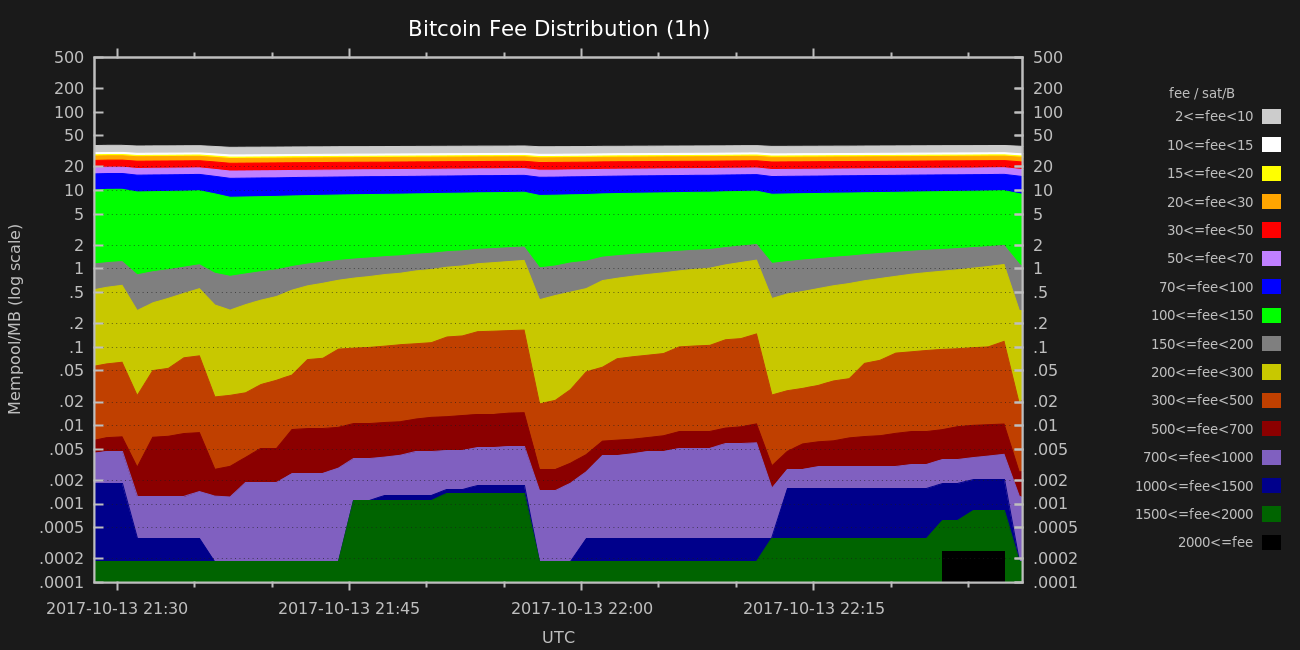 Bitcoin Fee Distribution (1h)
Mempool/MB (log scale)
500
200
100
50
20
10
5
2
1
.5
.2
.1
.05
.02
.01
.005
.002
.001
.0005
.0002
.0001
500
200
100
50
20
10
5
2
1
.5
.2
.1
.05
.02
.01
.005
.002
.001
.0005
.0002
.0001
2017-10-13 21:30 2017-10-13 21:45 2017-10-13 22:00 2017-10-13 22:15
UTC
fee / sat/B
2<=fee<10
10<=fee<15
15<=fee<20
20<=fee<30
30<=fee<50
50<=fee<70
70<=fee<100
100<=fee<150
150<=fee<200
200<=fee<300
300<=fee<500
500<=fee<700
700<=fee<1000
1000<=fee<1500
1500<=fee<2000
2000<=fee